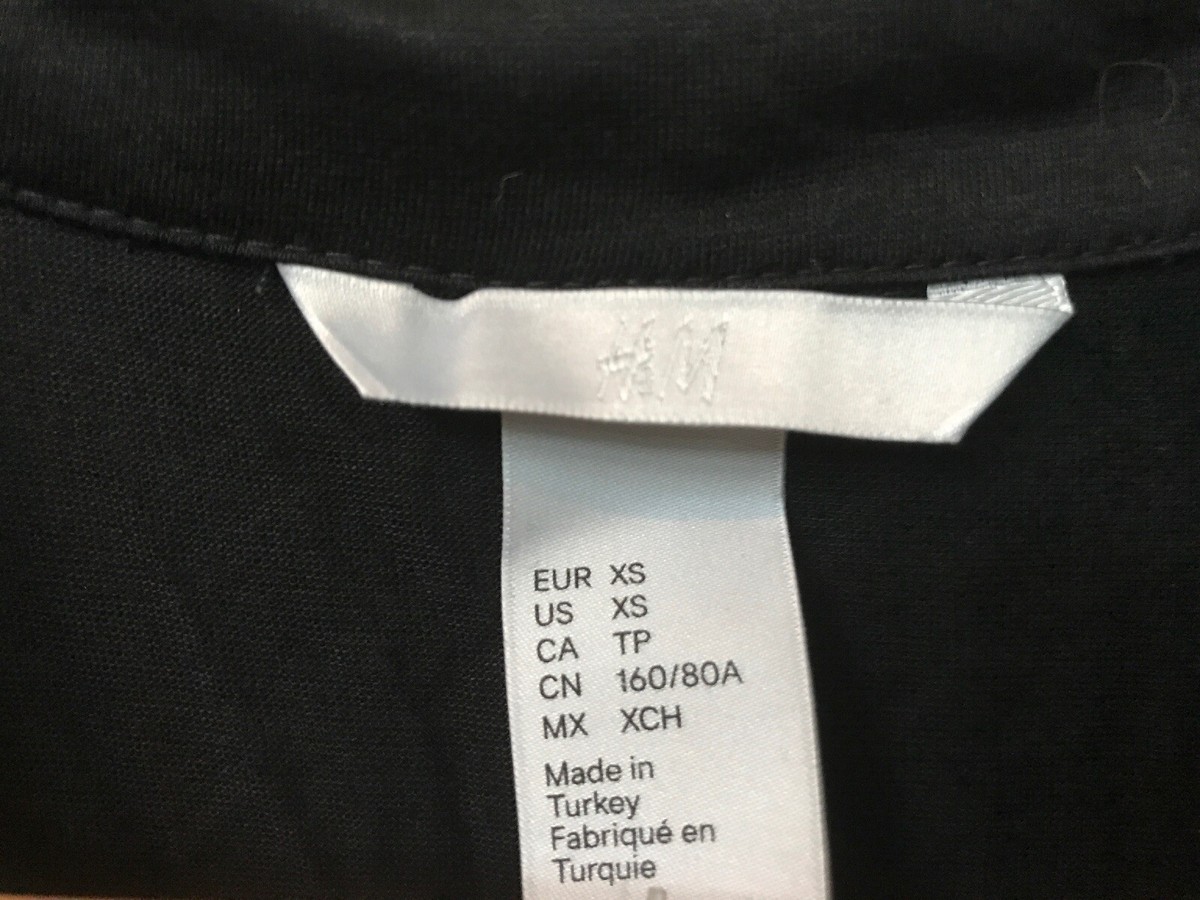 H&M
EUR XS
US XS
CA TP
CN 160/80A
MX XCH
Made in
Turkey
Fabriqué en
Turquie